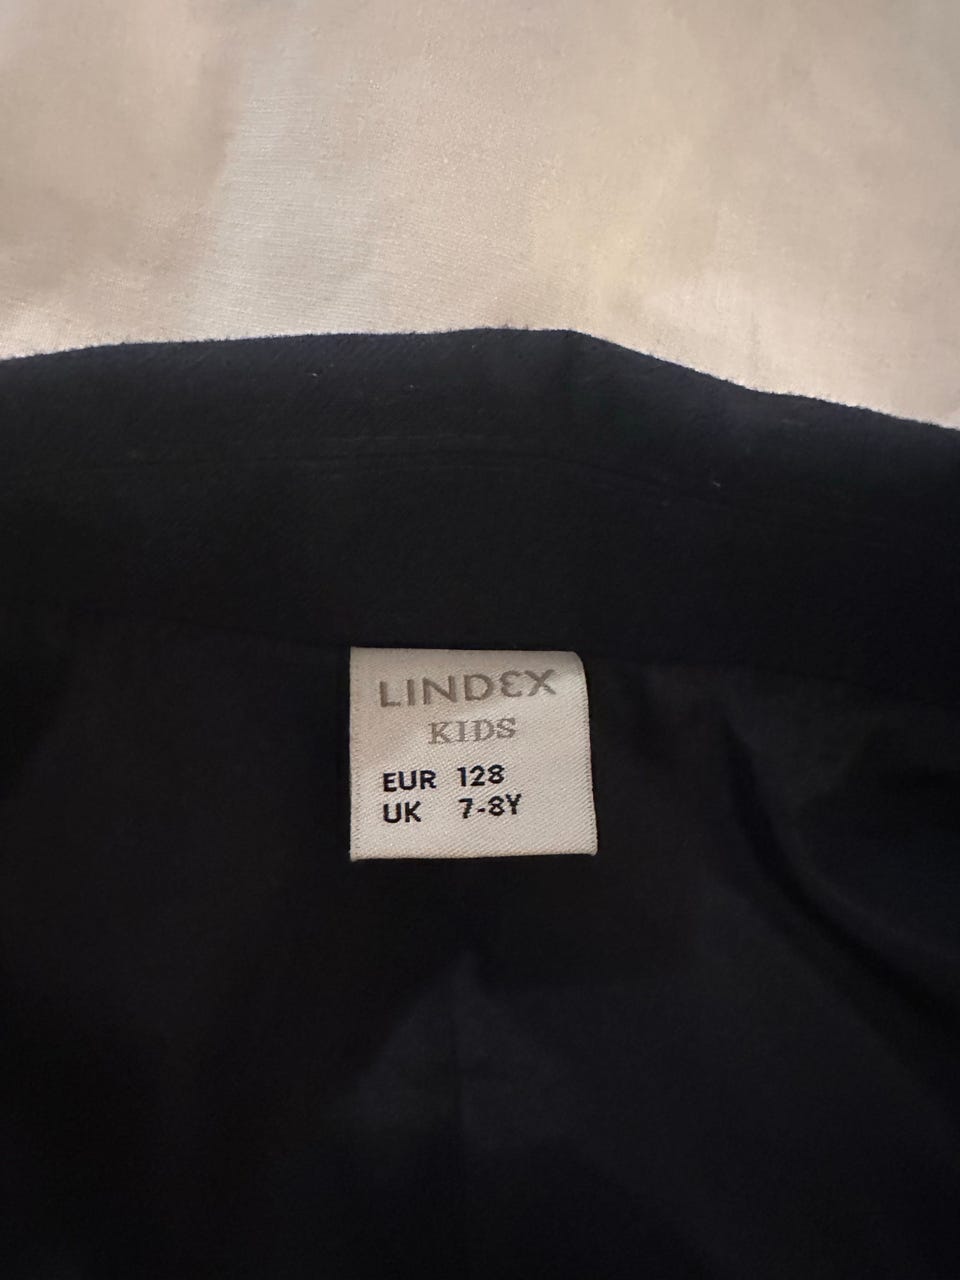 LINDEX
KIDS
EUR 128
UK 7-8Y